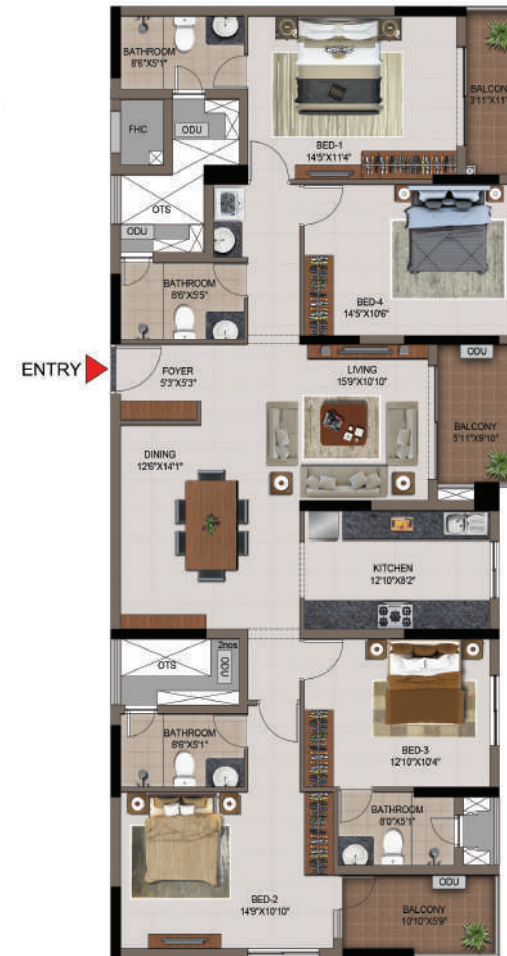 BATHROOM
8'6"X5'1"
BALCON
3'11"X11'
FHC
ODU
BED-1
14'5"X11'4"
OTS
ODU
BATHROOM
8'6"X5'5"
BED-4
14'5"X10'6"
ENTRY
FOYER
5'3"X5'3"
LIVING
15'9"X10'10"
ODU
BALCONY
5'11"X9'10"
DINING
12'6"X14'1"
KITCHEN
12'10"X8'2"
OTS
2nos
ODU
BATHROOM
8'6"X5'1"
BED-3
12'10"X10'4"
BATHROOM
8'0"X5'1"
BED-2
14'9"X10'10"
ODU
BALCONY
10'10"X5'9"